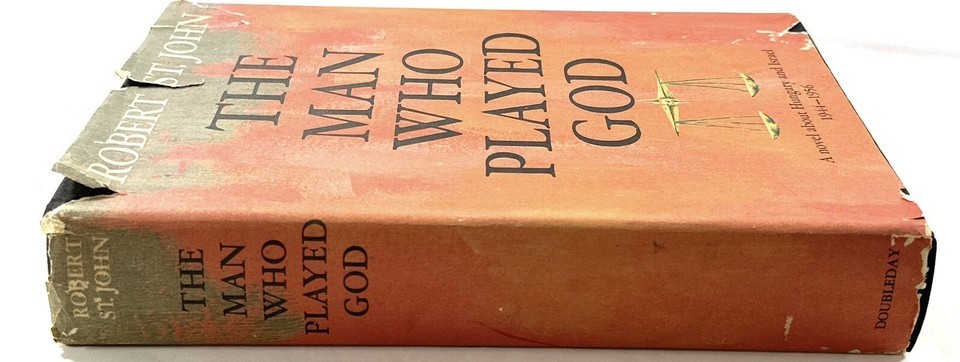 ROBERT ST. JOHN
THE
MAN
WHO
PLAYED
GOD
A novel about Hungary and Israel
1944–1956
ROBERT
ST. JOHN
THE
MAN
WHO
PLAYED
GOD
DOUBLEDAY